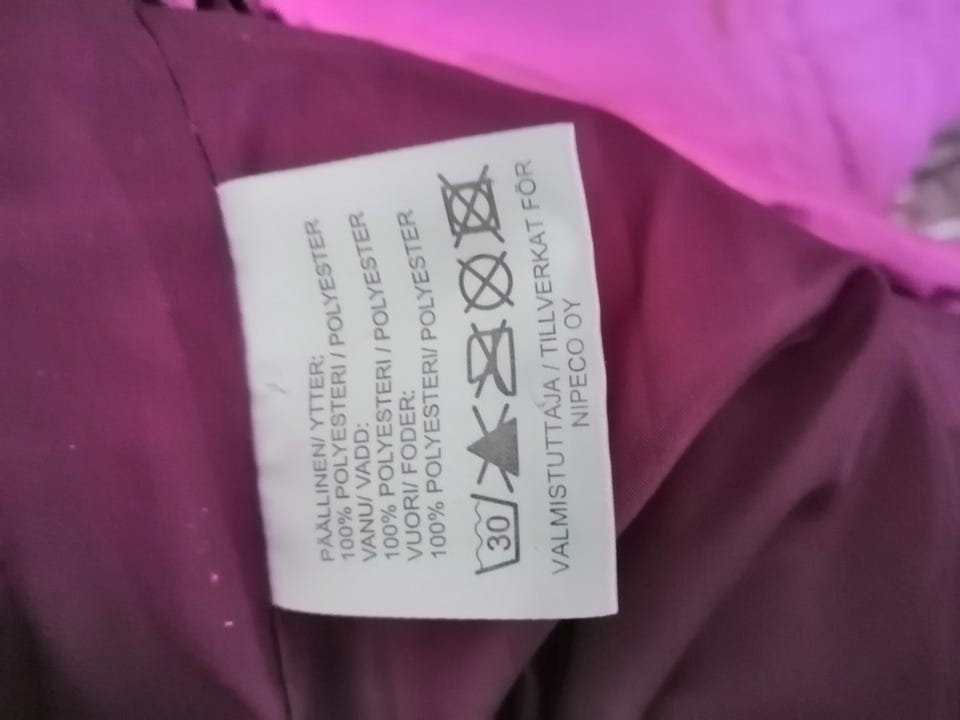 PÄÄLLINEN/ YTTER:
100% POLYESTERI / POLYESTER
VANU/ VADD:
100% POLYESTERI / POLYESTER
VUORI/ FODER:
100% POLYESTERI/ POLYESTER
30
VALMISTUTTAJA / TILLVERKAT FÖR
NIPECO OY